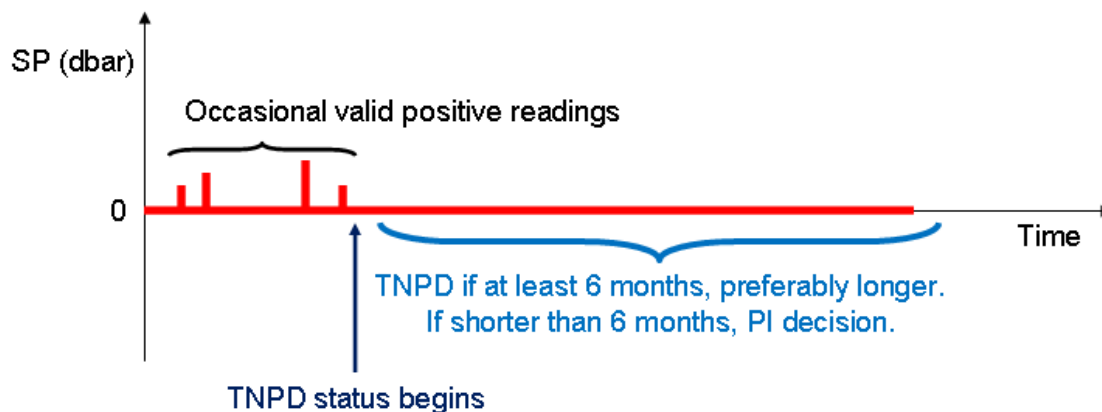 SP (dbar)
Occasional valid positive readings
0
Time
TNPD if at least 6 months, preferably longer.
If shorter than 6 months, PI decision.
TNPD status begins